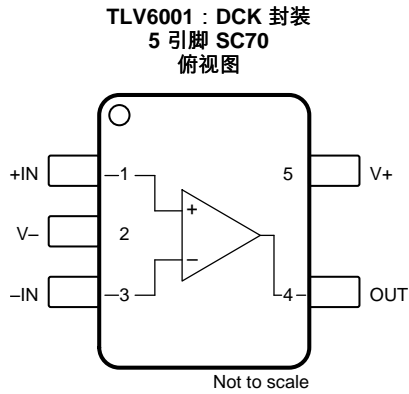 TLV6001：DCK 封装
5 引脚 SC70
俯视图
+IN
1
5
V+
+
V–
2
–
–IN
3
4
OUT
Not to scale